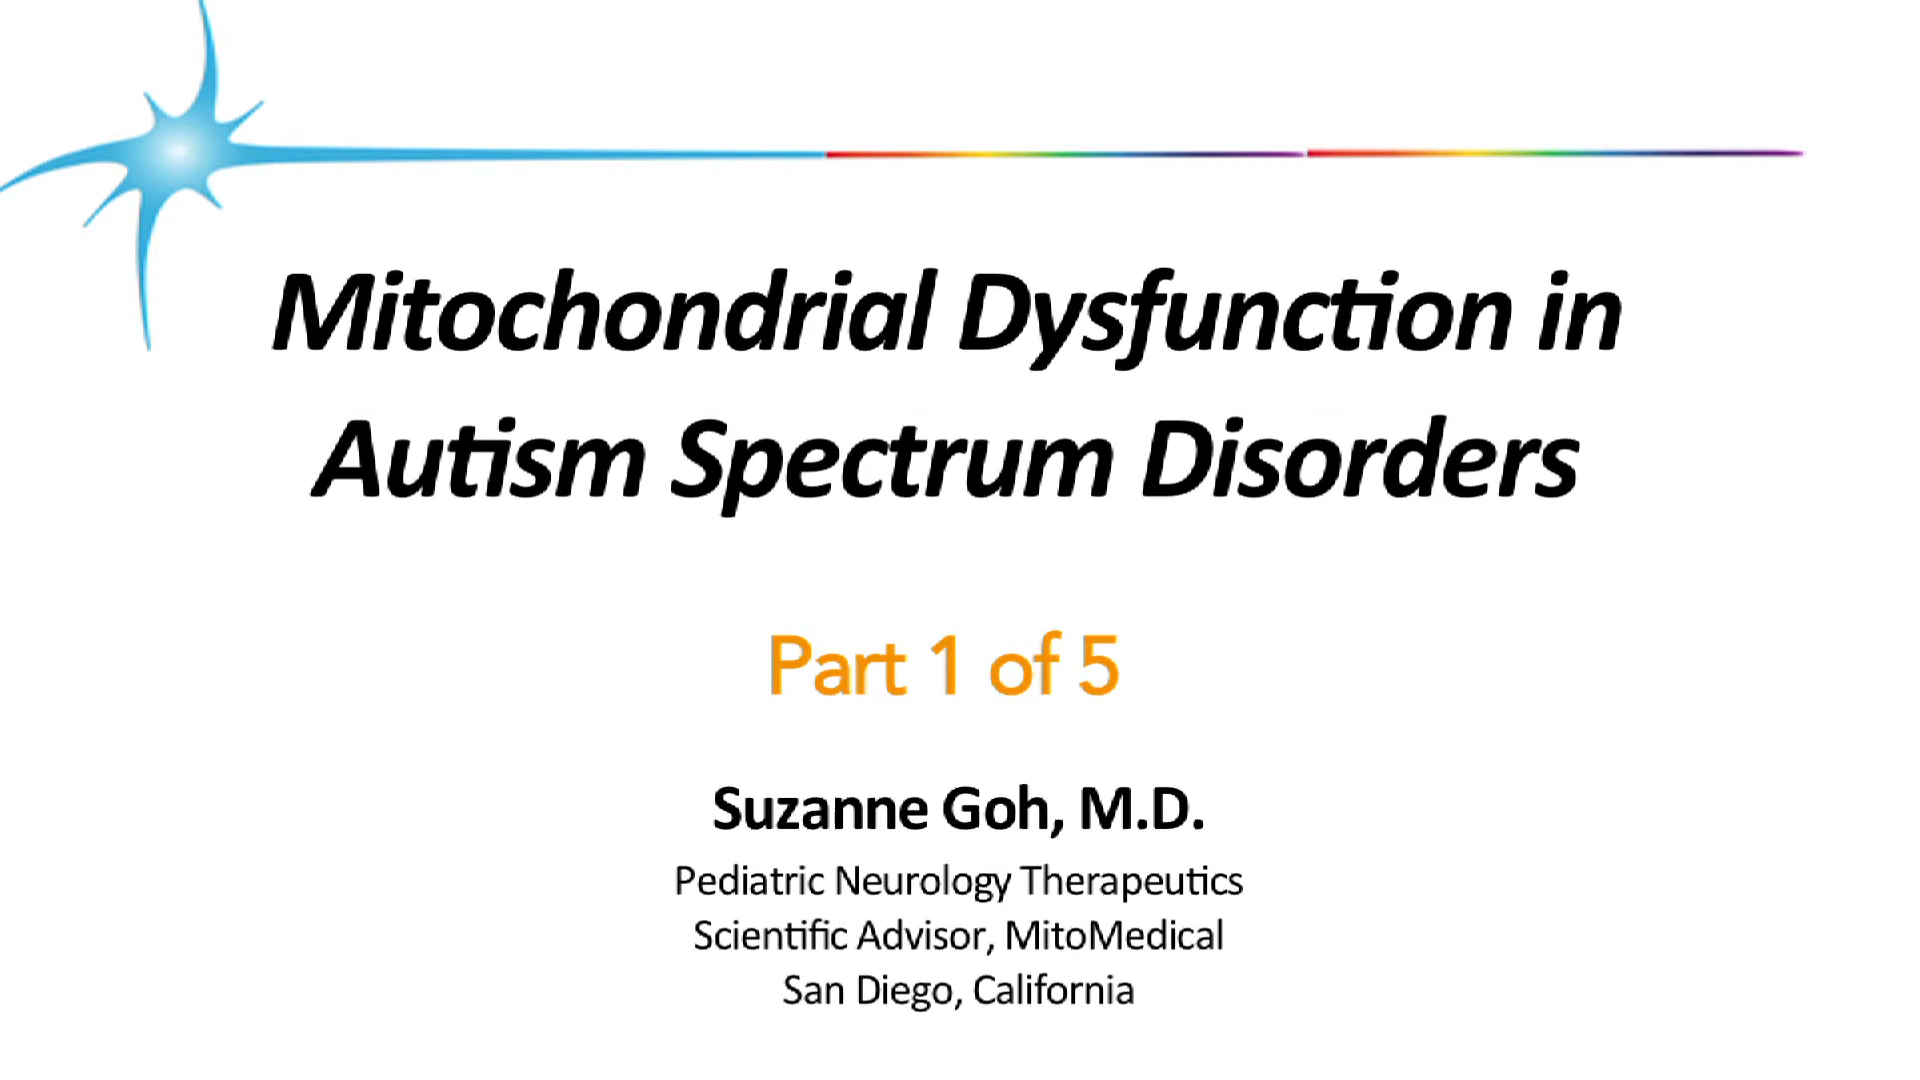 Mitochondrial Dysfunction in
Autism Spectrum Disorders
Part 1 of 5
Suzanne Goh, M.D.
Pediatric Neurology Therapeutics
Scientific Advisor, MitoMedical
San Diego, California